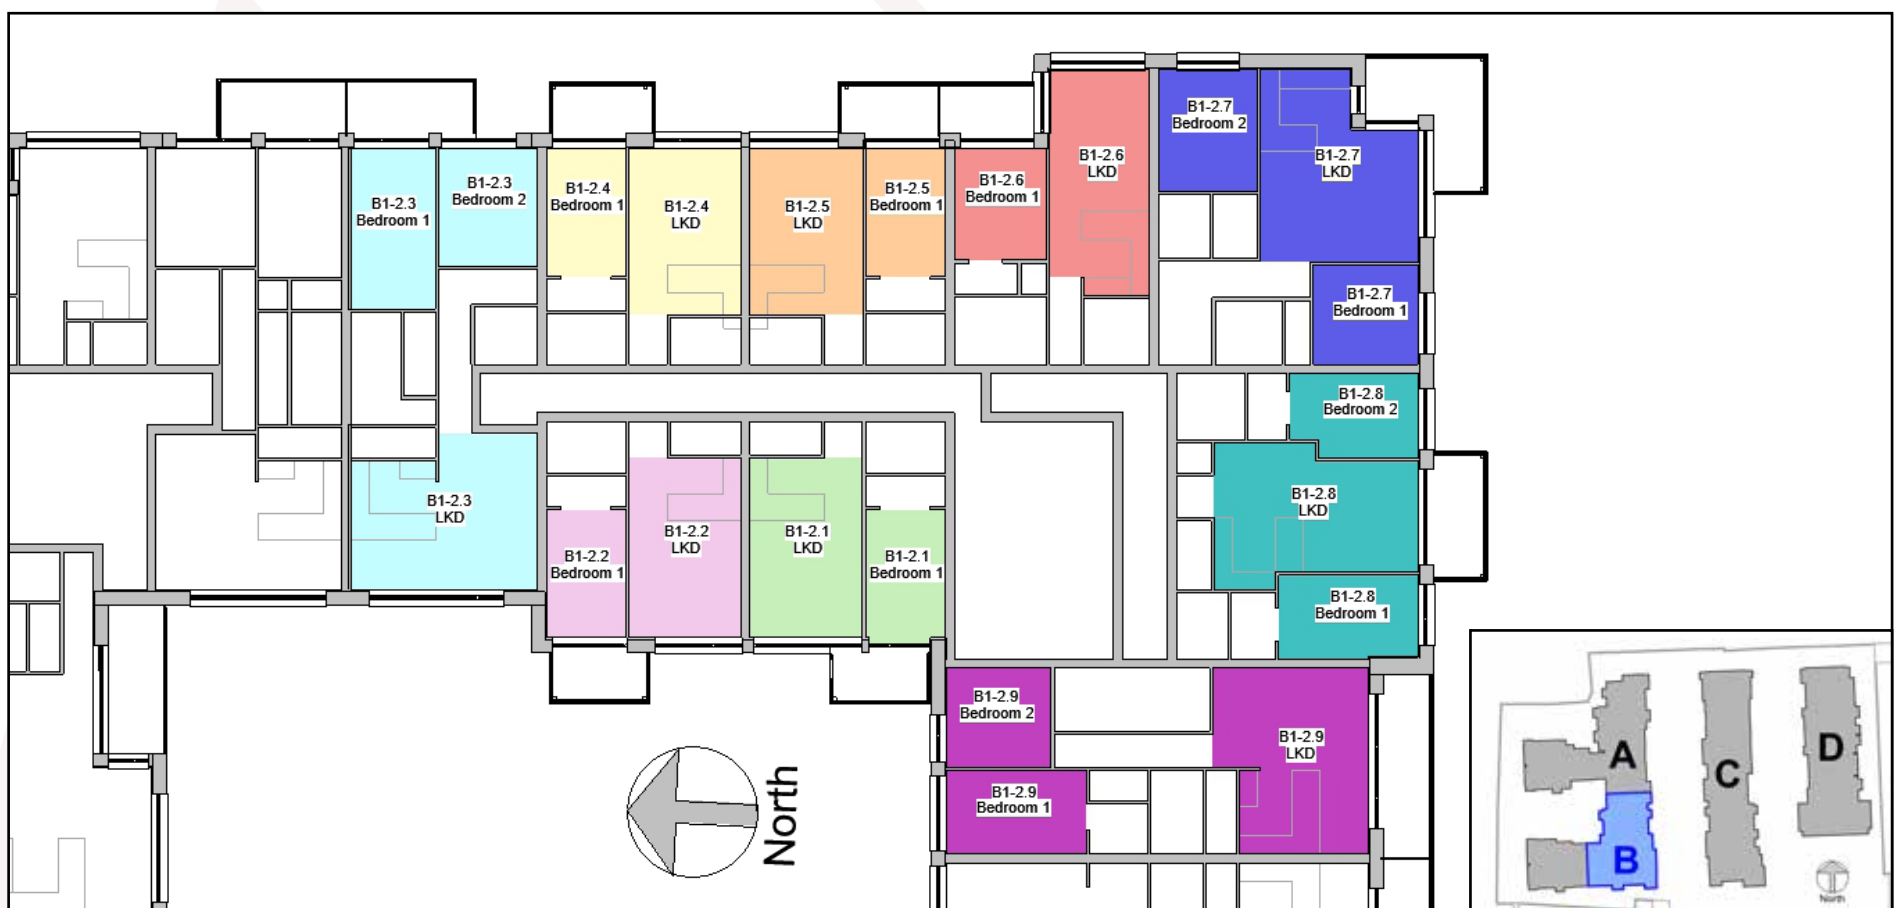 B1-2.3
Bedroom 1
B1-2.3
Bedroom 2
B1-2.4
Bedroom 1
B1-2.4
LKD
B1-2.5
LKD
B1-2.5
Bedroom 1
B1-2.6
Bedroom 1
B1-2.6
LKD
B1-2.7
Bedroom 2
B1-2.7
LKD
B1-2.7
Bedroom 1
B1-2.8
Bedroom 2
B1-2.8
LKD
B1-2.8
Bedroom 1
B1-2.3
LKD
B1-2.2
Bedroom 1
B1-2.2
LKD
B1-2.1
LKD
B1-2.1
Bedroom 1
B1-2.9
Bedroom 2
B1-2.9
LKD
B1-2.9
Bedroom 1
North
A
B
C
D
North